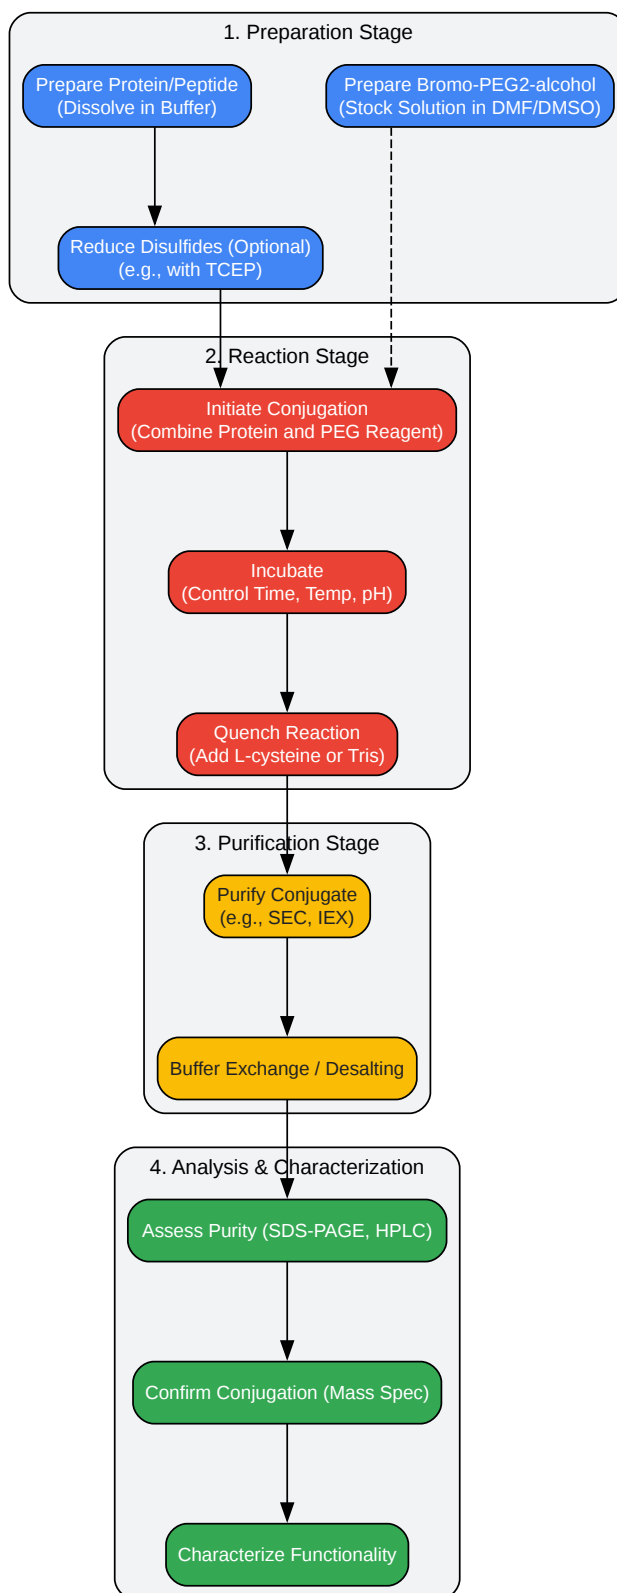 1. Preparation Stage
Prepare Protein/Peptide
(Dissolve in Buffer)
Prepare Bromo-PEG2-alcohol
(Stock Solution in DMF/DMSO)
Reduce Disulfides (Optional)
(e.g., with TCEP)
2. Reaction Stage
Initiate Conjugation
(Combine Protein and PEG Reagent)
Incubate
(Control Time, Temp, pH)
Quench Reaction
(Add L-cysteine or Tris)
3. Purification Stage
Purify Conjugate
(e.g., SEC, IEX)
Buffer Exchange / Desalting
4. Analysis & Characterization
Assess Purity (SDS-PAGE, HPLC)
Confirm Conjugation (Mass Spec)
Characterize Functionality